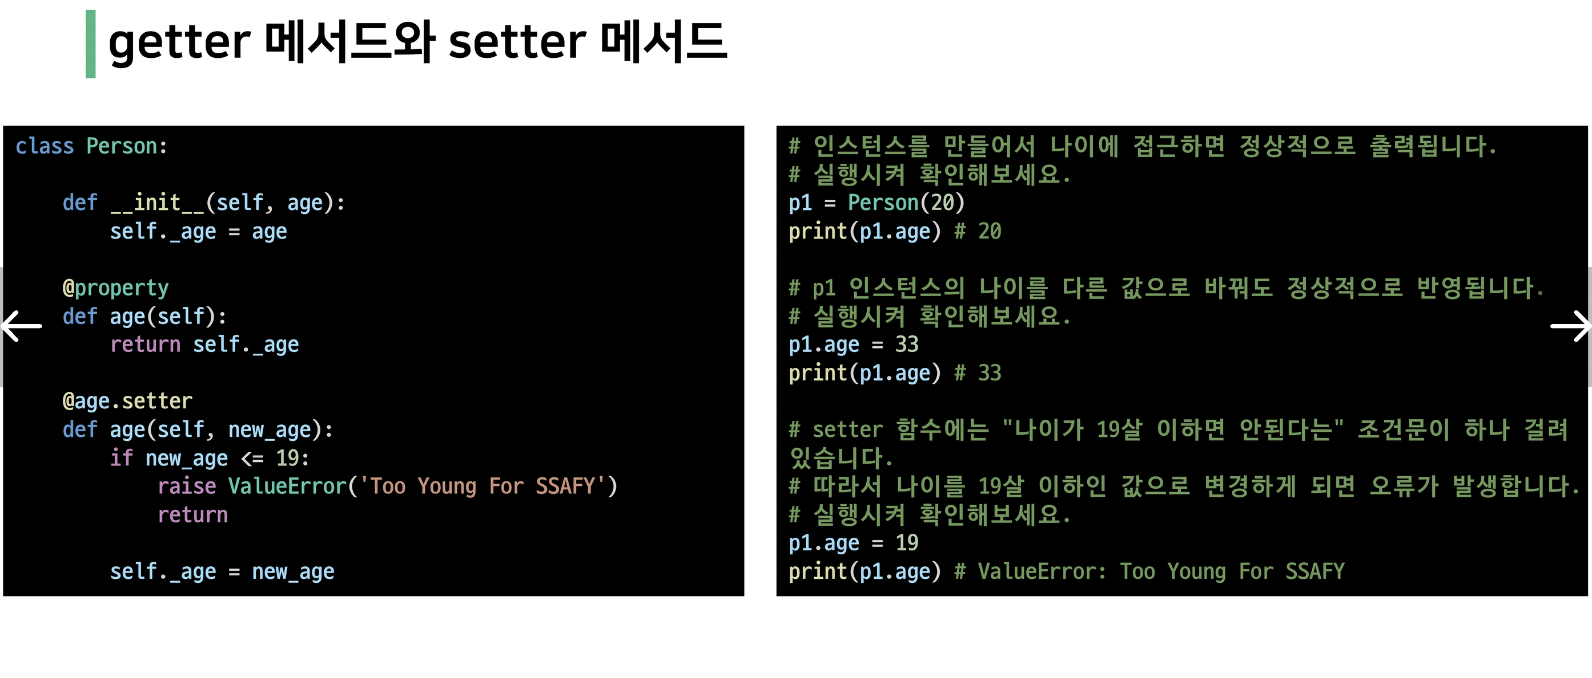 getter 메서드와 setter 메서드
class Person:
def __init__(self, age):
self._age = age
@property
def age(self):
return self._age
@age.setter
def age(self, new_age):
if new_age <= 19:
raise ValueError('Too Young For SSAFY')
return
self._age = new_age
# 인스턴스를 만들어서 나이에 접근하면 정상적으로 출력됩니다.
# 실행시켜 확인해보세요.
p1 = Person(20)
print(p1.age) # 20
# p1 인스턴스의 나이를 다른 값으로 바꿔도 정상적으로 반영됩니다.
# 실행시켜 확인해보세요.
p1.age = 33
print(p1.age) # 33
# setter 함수에는 "나이가 19살 이하면 안된다는" 조건문이 하나 걸려
있습니다.
# 따라서 나이를 19살 이하인 값으로 변경하게 되면 오류가 발생합니다.
# 실행시켜 확인해보세요.
p1.age = 19
print(p1.age) # ValueError: Too Young For SSAFY